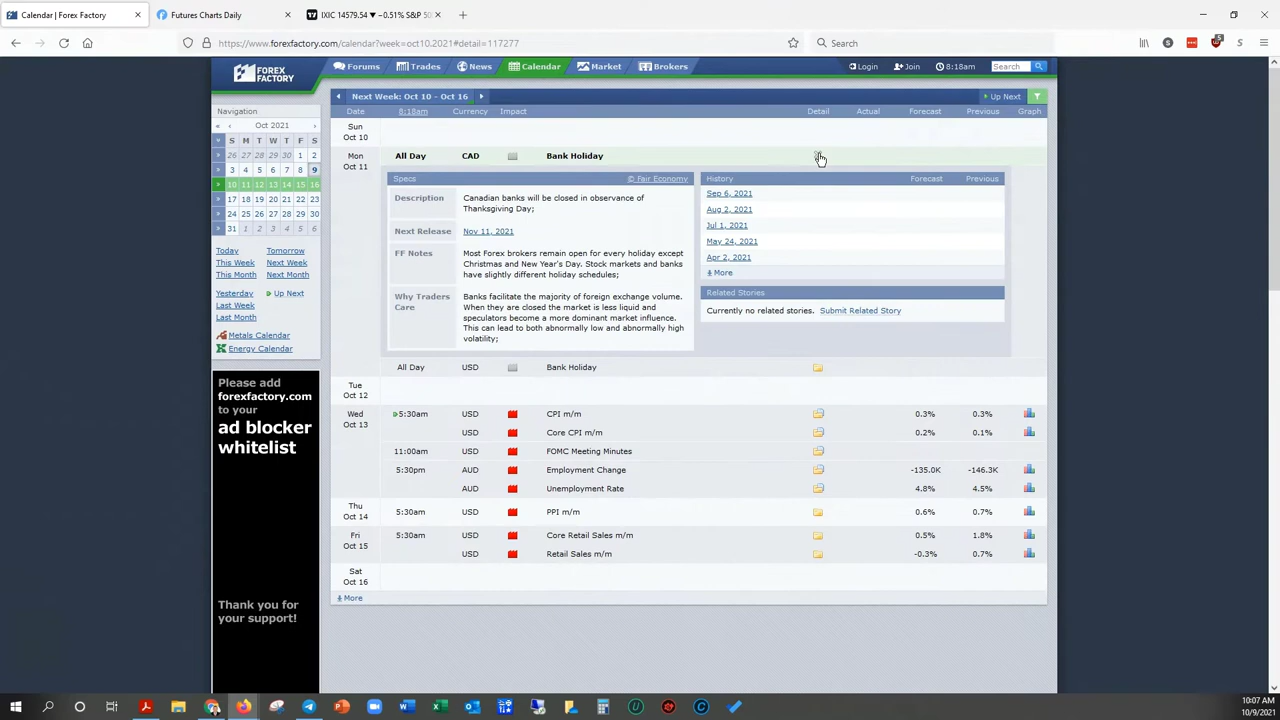 Calendar | Forex Factory
Futures Charts Daily
IXIC 14579.54 ▼ −0.51% S&P 50
https://www.forexfactory.com/calendar?week=oct10.2021#detail=117277
Search
FOREX FACTORY
Forums
Trades
News
Calendar
Market
Brokers
Login
Join
8:18am
Search
Navigation
« ‹ Oct 2021 ›
S M T W T F S
26 27 28 29 30 1 2
3 4 5 6 7 8 9
10 11 12 13 14 15 16
17 18 19 20 21 22 23
24 25 26 27 28 29 30
31 1 2 3 4 5 6
Today Tomorrow
This Week Next Week
This Month Next Month
Yesterday Up Next
Last Week
Last Month
Metals Calendar
Energy Calendar
Please add
forexfactory.com
to your
ad blocker
whitelist
Thank you for
your support!
Next Week: Oct 10 - Oct 16
Up Next
Date 8:18am Currency Impact Detail Actual Forecast Previous Graph
Sun
Oct 10
Mon
Oct 11
All Day CAD Bank Holiday
Specs © Fair Economy
Description
Canadian banks will be closed in observance of
Thanksgiving Day;
Next Release Nov 11, 2021
FF Notes
Most Forex brokers remain open for every holiday except
Christmas and New Year's Day. Stock markets and banks
have slightly different holiday schedules;
Why Traders
Care
Banks facilitate the majority of foreign exchange volume.
When they are closed the market is less liquid and
speculators become a more dominant market influence.
This can lead to both abnormally low and abnormally high
volatility;
History Forecast Previous
Sep 6, 2021
Aug 2, 2021
Jul 1, 2021
May 24, 2021
Apr 2, 2021
More
Related Stories
Currently no related stories. Submit Related Story
All Day USD Bank Holiday
Tue
Oct 12
Wed
Oct 13
5:30am USD CPI m/m 0.3% 0.3%
USD Core CPI m/m 0.2% 0.1%
11:00am USD FOMC Meeting Minutes
5:30pm AUD Employment Change -135.0K -146.3K
AUD Unemployment Rate 4.8% 4.5%
Thu
Oct 14
5:30am USD PPI m/m 0.6% 0.7%
Fri
Oct 15
5:30am USD Core Retail Sales m/m 0.5% 1.8%
USD Retail Sales m/m -0.3% 0.7%
Sat
Oct 16
More
10:07 AM
10/9/2021